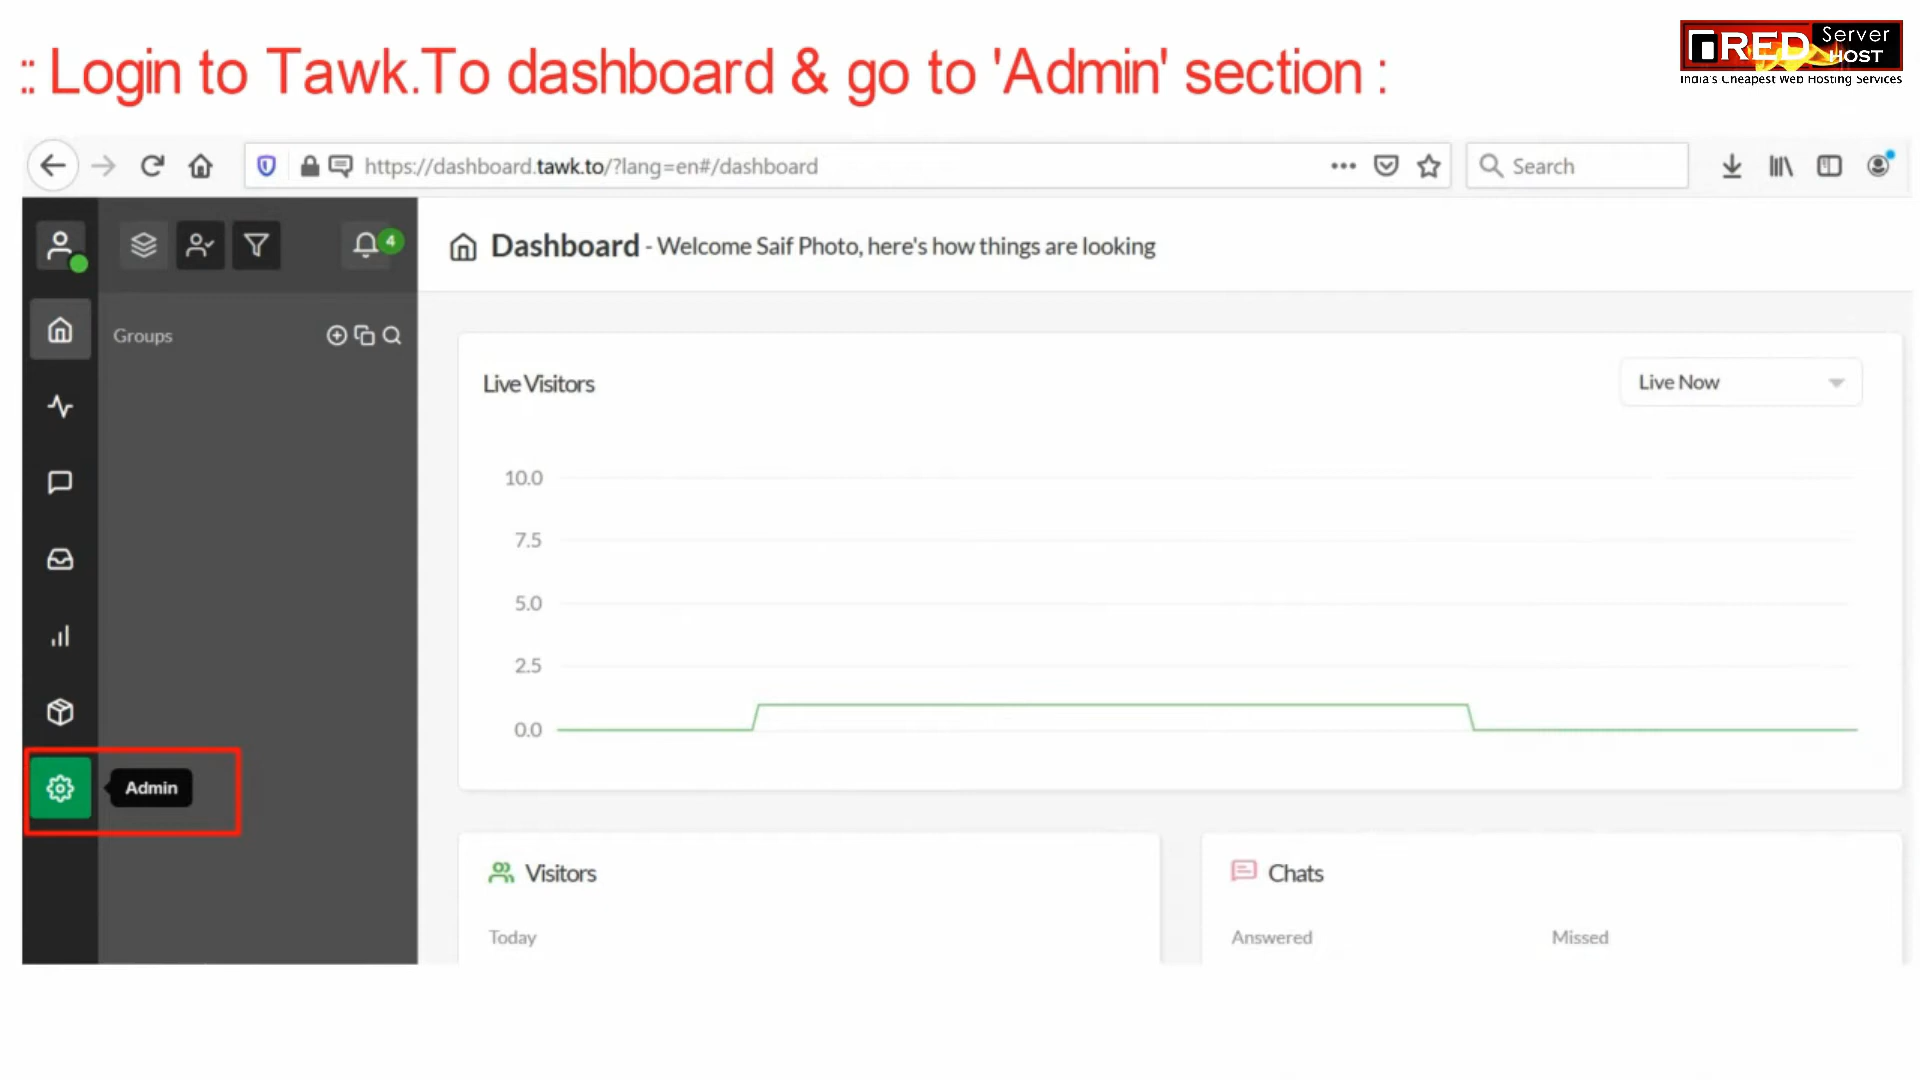 :: Login to Tawk.To dashboard & go to 'Admin' section :
RED Server HOST
India's Cheapest Web Hosting Services
https://dashboard.tawk.to/?lang=en#/dashboard
Search
4
Dashboard - Welcome Saif Photo, here's how things are looking
Groups
Live Visitors
Live Now
10.0
7.5
5.0
2.5
0.0
Admin
Visitors
Chats
Today
Answered
Missed